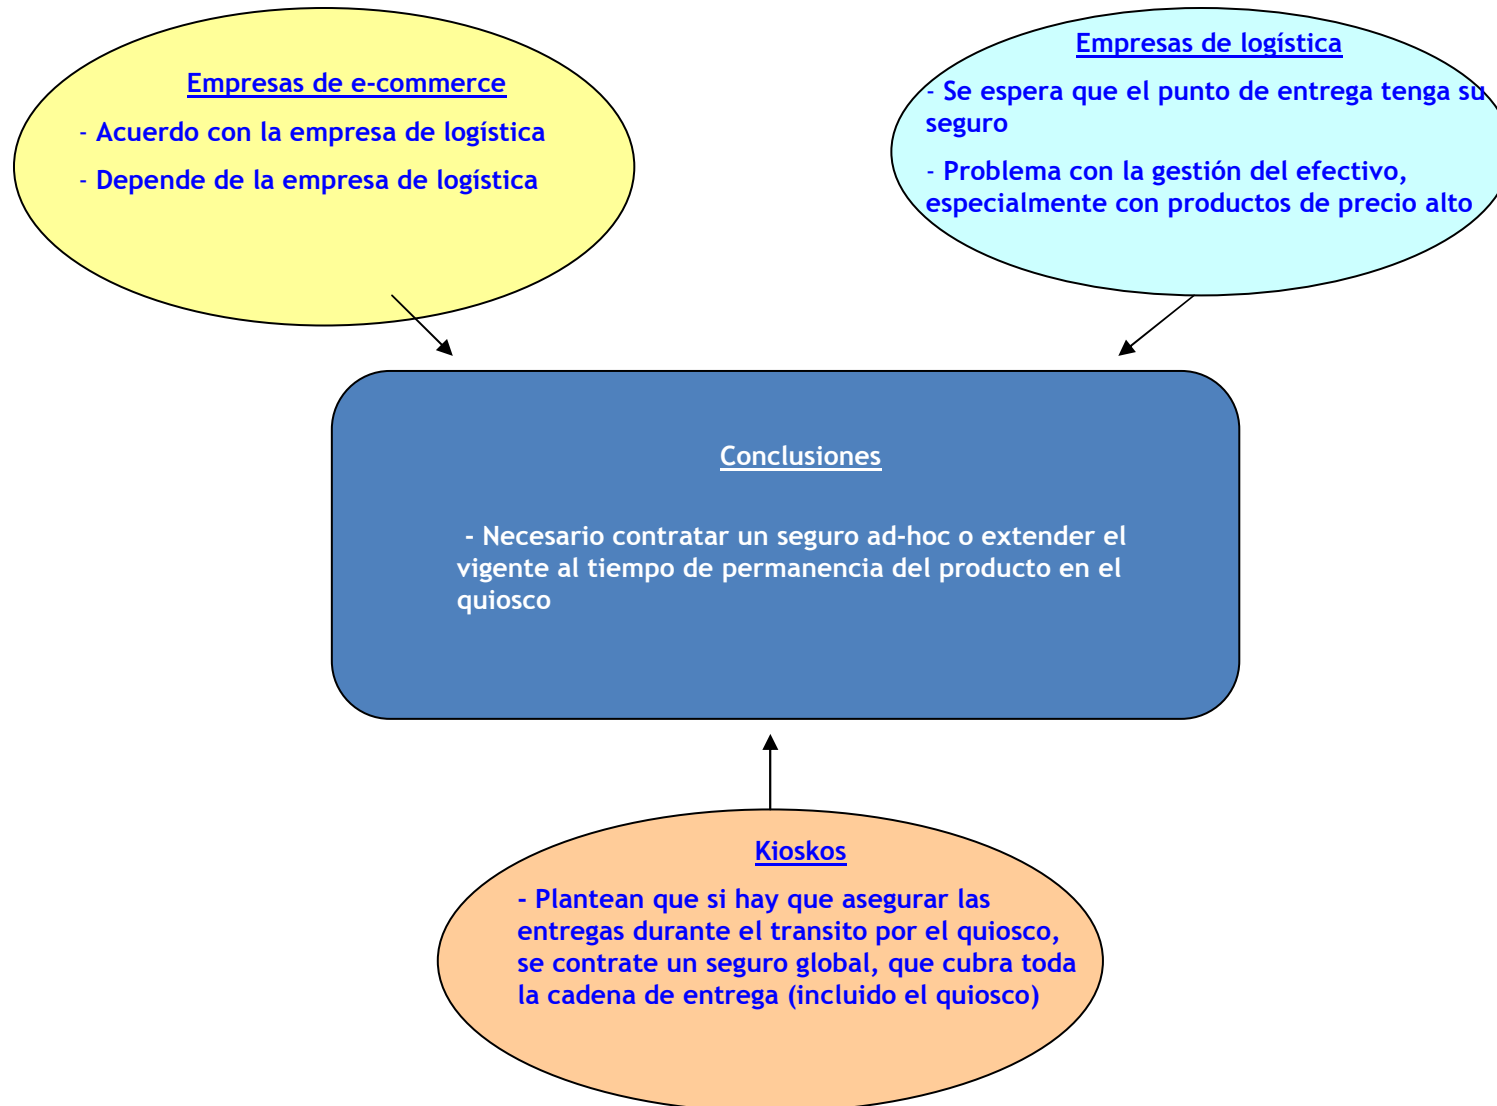 Empresas de e-commerce
- Acuerdo con la empresa de logística
- Depende de la empresa de logística
Empresas de logística
- Se espera que el punto de entrega tenga su
seguro
- Problema con la gestión del efectivo,
especialmente con productos de precio alto
Conclusiones
- Necesario contratar un seguro ad-hoc o extender el
vigente al tiempo de permanencia del producto en el
quiosco
Kioskos
- Plantean que si hay que asegurar las
entregas durante el transito por el quiosco,
se contrate un seguro global, que cubra toda
la cadena de entrega (incluido el quiosco)